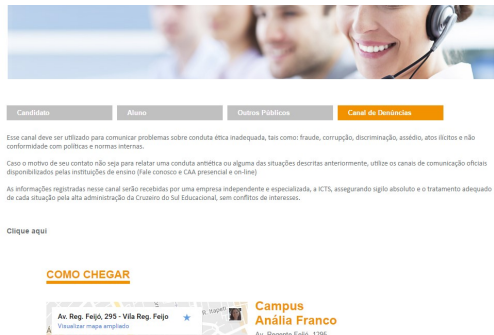 Candidato
Aluno
Outros Públicos
Canal de Denúncias
Esse canal deve ser utilizado para comunicar problemas sobre conduta ética inadequada, tais como: fraude, corrupção, discriminação, assédio, atos ilícitos e não
conformidade com políticas e normas internas.
Caso o motivo de seu contato não seja para relatar uma conduta antiética ou alguma das situações descritas anteriormente, utilize os canais de comunicação oficiais
disponibilizados pelas instituições de ensino (Fale conosco e CAA presencial e on-line)
As informações registradas nesse canal serão recebidas por uma empresa independente e especializada, a ICTS, assegurando sigilo absoluto e o tratamento adequado
de cada situação pela alta administração da Cruzeiro do Sul Educacional, sem conflitos de interesses.
Clique aqui
COMO CHEGAR
Av. Reg. Feijó, 295 - Vila Reg. Feijo
Visualizar mapa ampliado
R. Itapeti
Campus
Anália Franco
Av. Regente Feijó, 1295